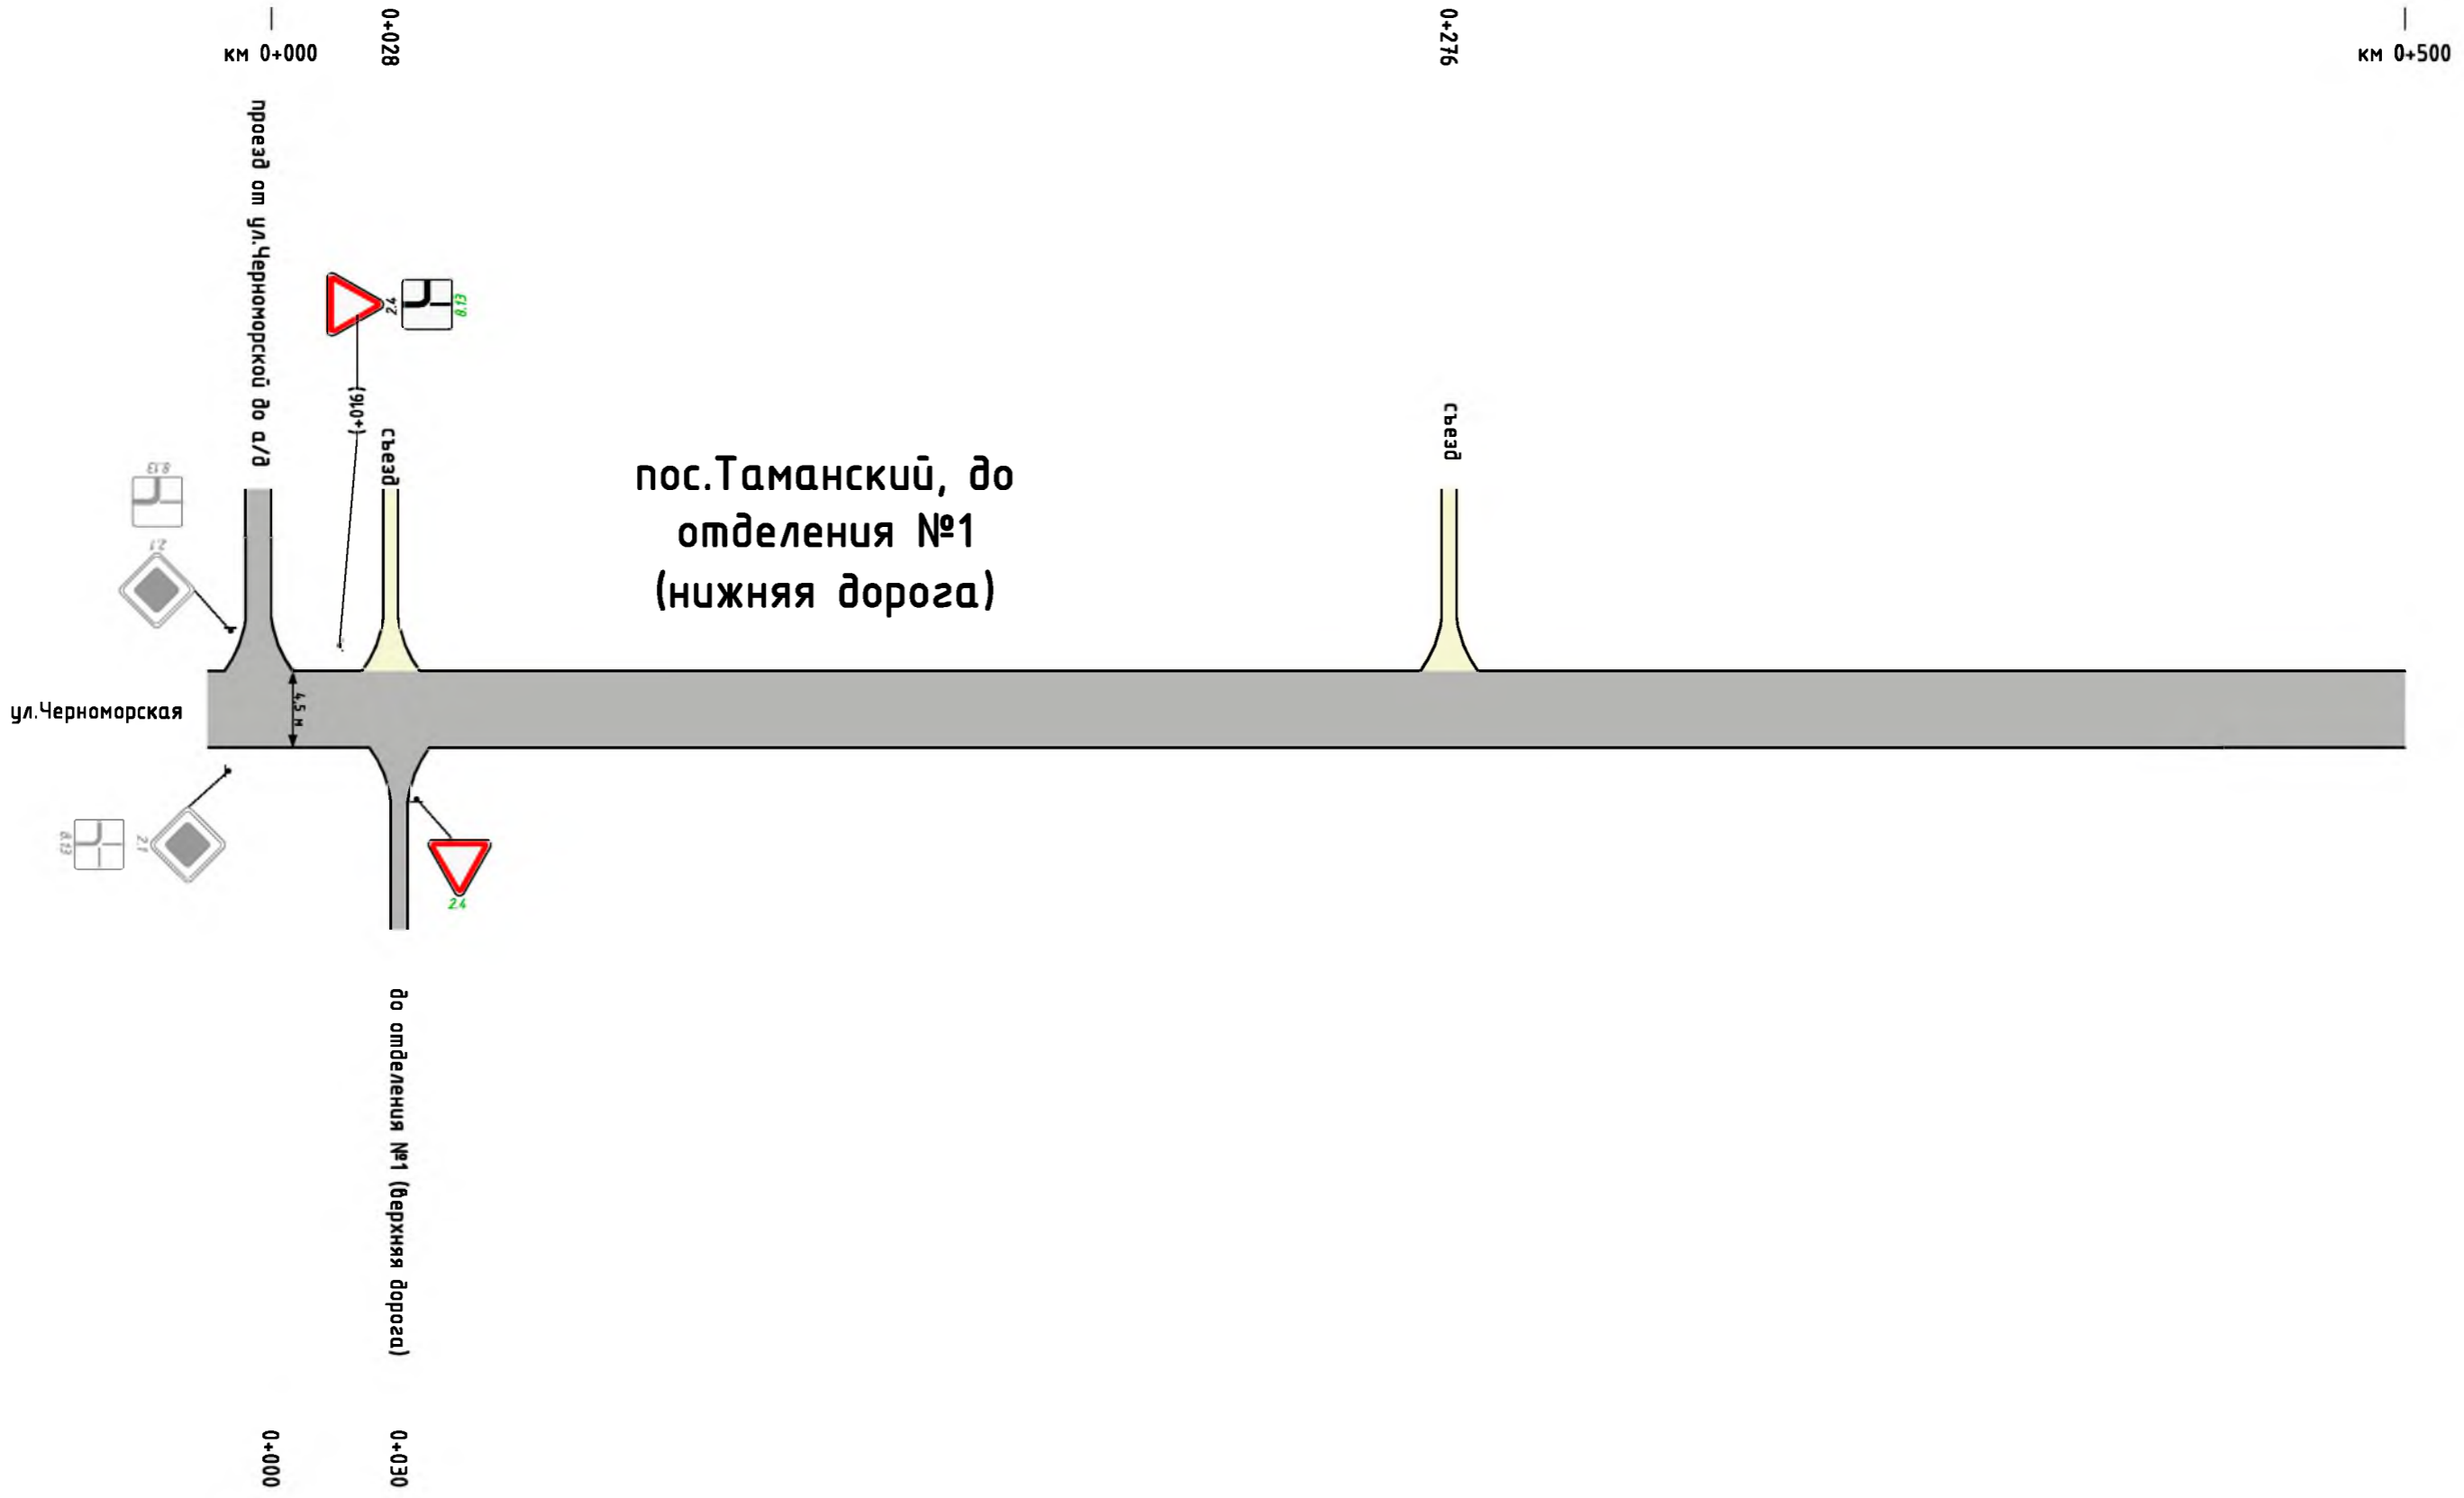 км 0+000
0+028
0+276
км 0+500
проезд от ул.Черноморской до а/д
2.4
8.13
(0+016)
съезд
съезд
пос.Таманский, до
отделения №1
(нижняя дорога)
8.13
2.1
ул.Черноморская
4,5 м
8.13
2.1
2.4
до отделения №1 (верхняя дорога)
0+000
0+030